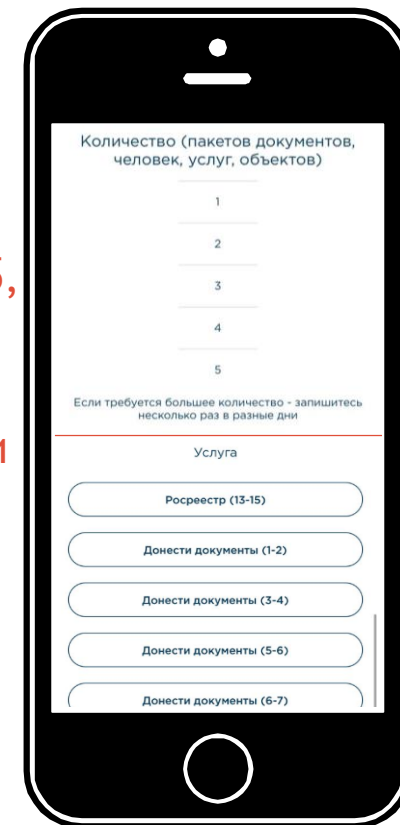 Количество (пакетов документов,
человек, услуг, объектов)
1
2
3
4
5
Если требуется большее количество - запишитесь
несколько раз в разные дни
Услуга
Росреестр (13-15)
Донести документы (1-2)
Донести документы (3-4)
Донести документы (5-6)
Донести документы (6-7)